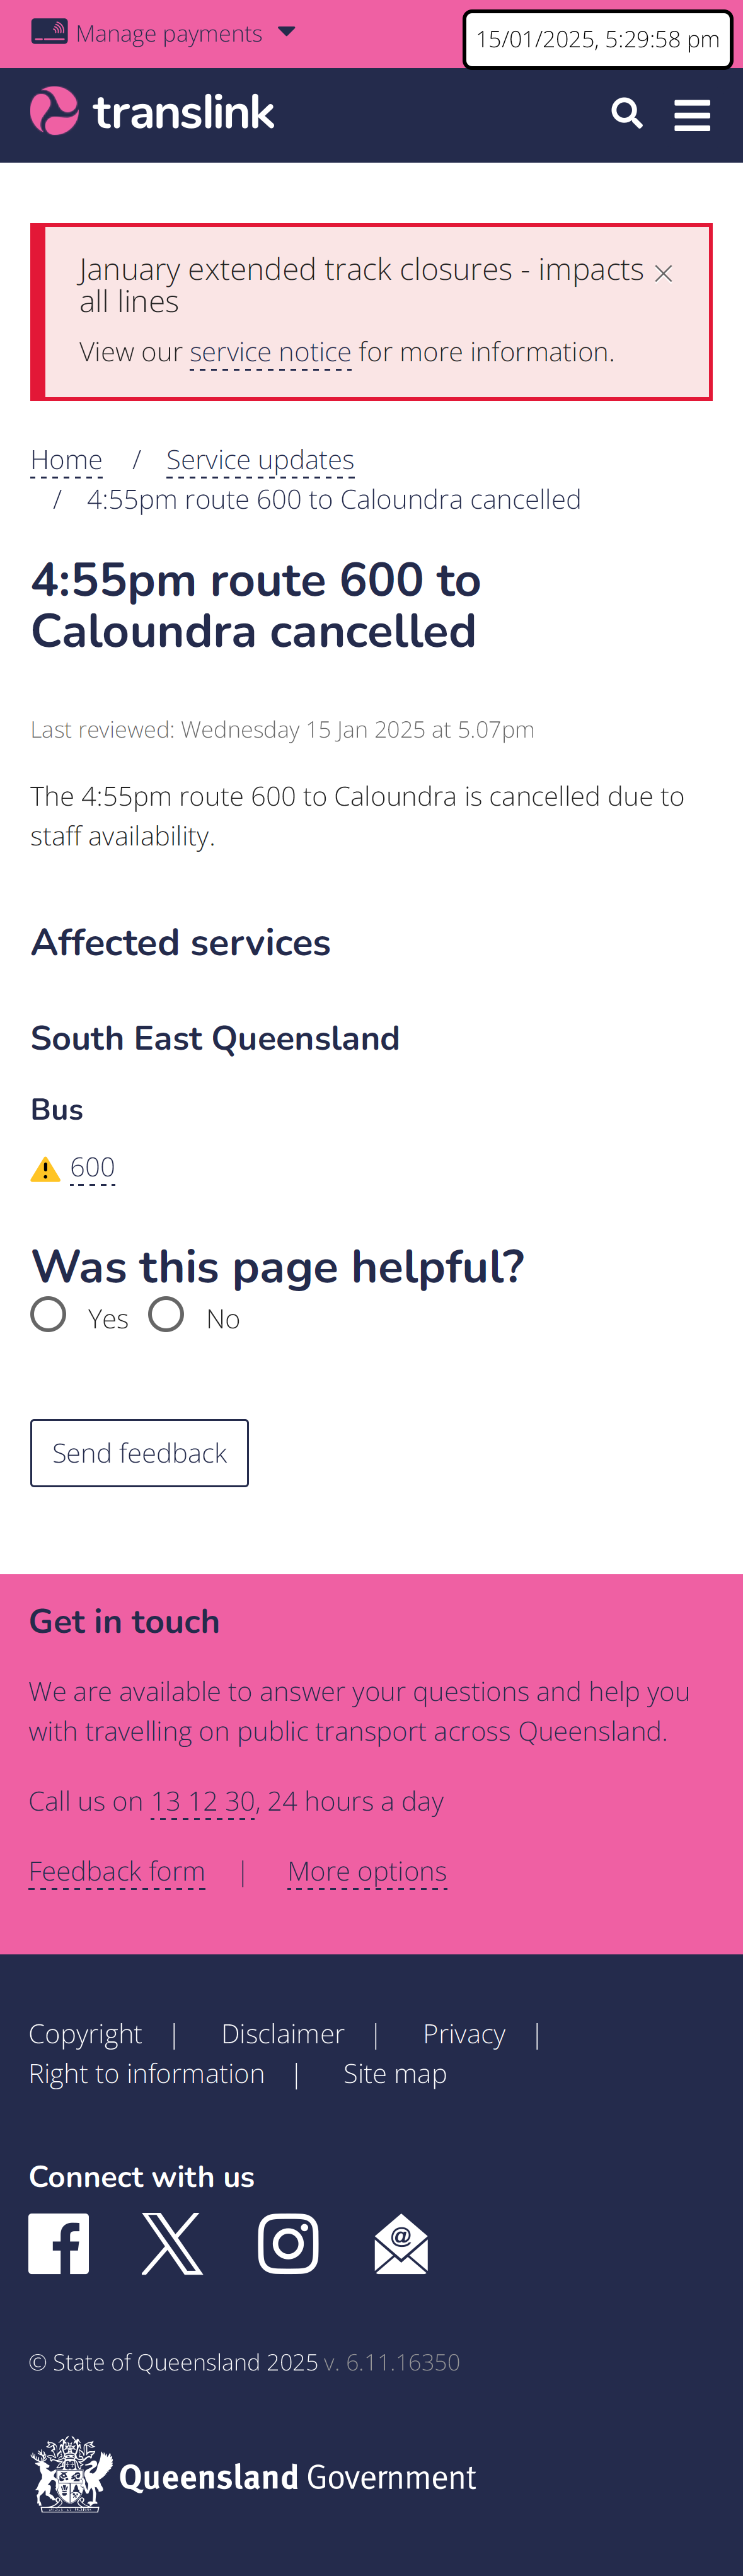 Manage payments
15/01/2025, 5:29:58 pm
translink
January extended track closures - impacts
all lines
View our service notice for more information.
Home / Service updates
/ 4:55pm route 600 to Caloundra cancelled
4:55pm route 600 to
Caloundra cancelled
Last reviewed: Wednesday 15 Jan 2025 at 5.07pm
The 4:55pm route 600 to Caloundra is cancelled due to
staff availability.
Affected services
South East Queensland
Bus
600
Was this page helpful?
Yes No
Send feedback
Get in touch
We are available to answer your questions and help you
with travelling on public transport across Queensland.
Call us on 13 12 30, 24 hours a day
Feedback form | More options
Copyright | Disclaimer | Privacy |
Right to information | Site map
Connect with us
© State of Queensland 2025 v. 6.11.16350
Queensland Government